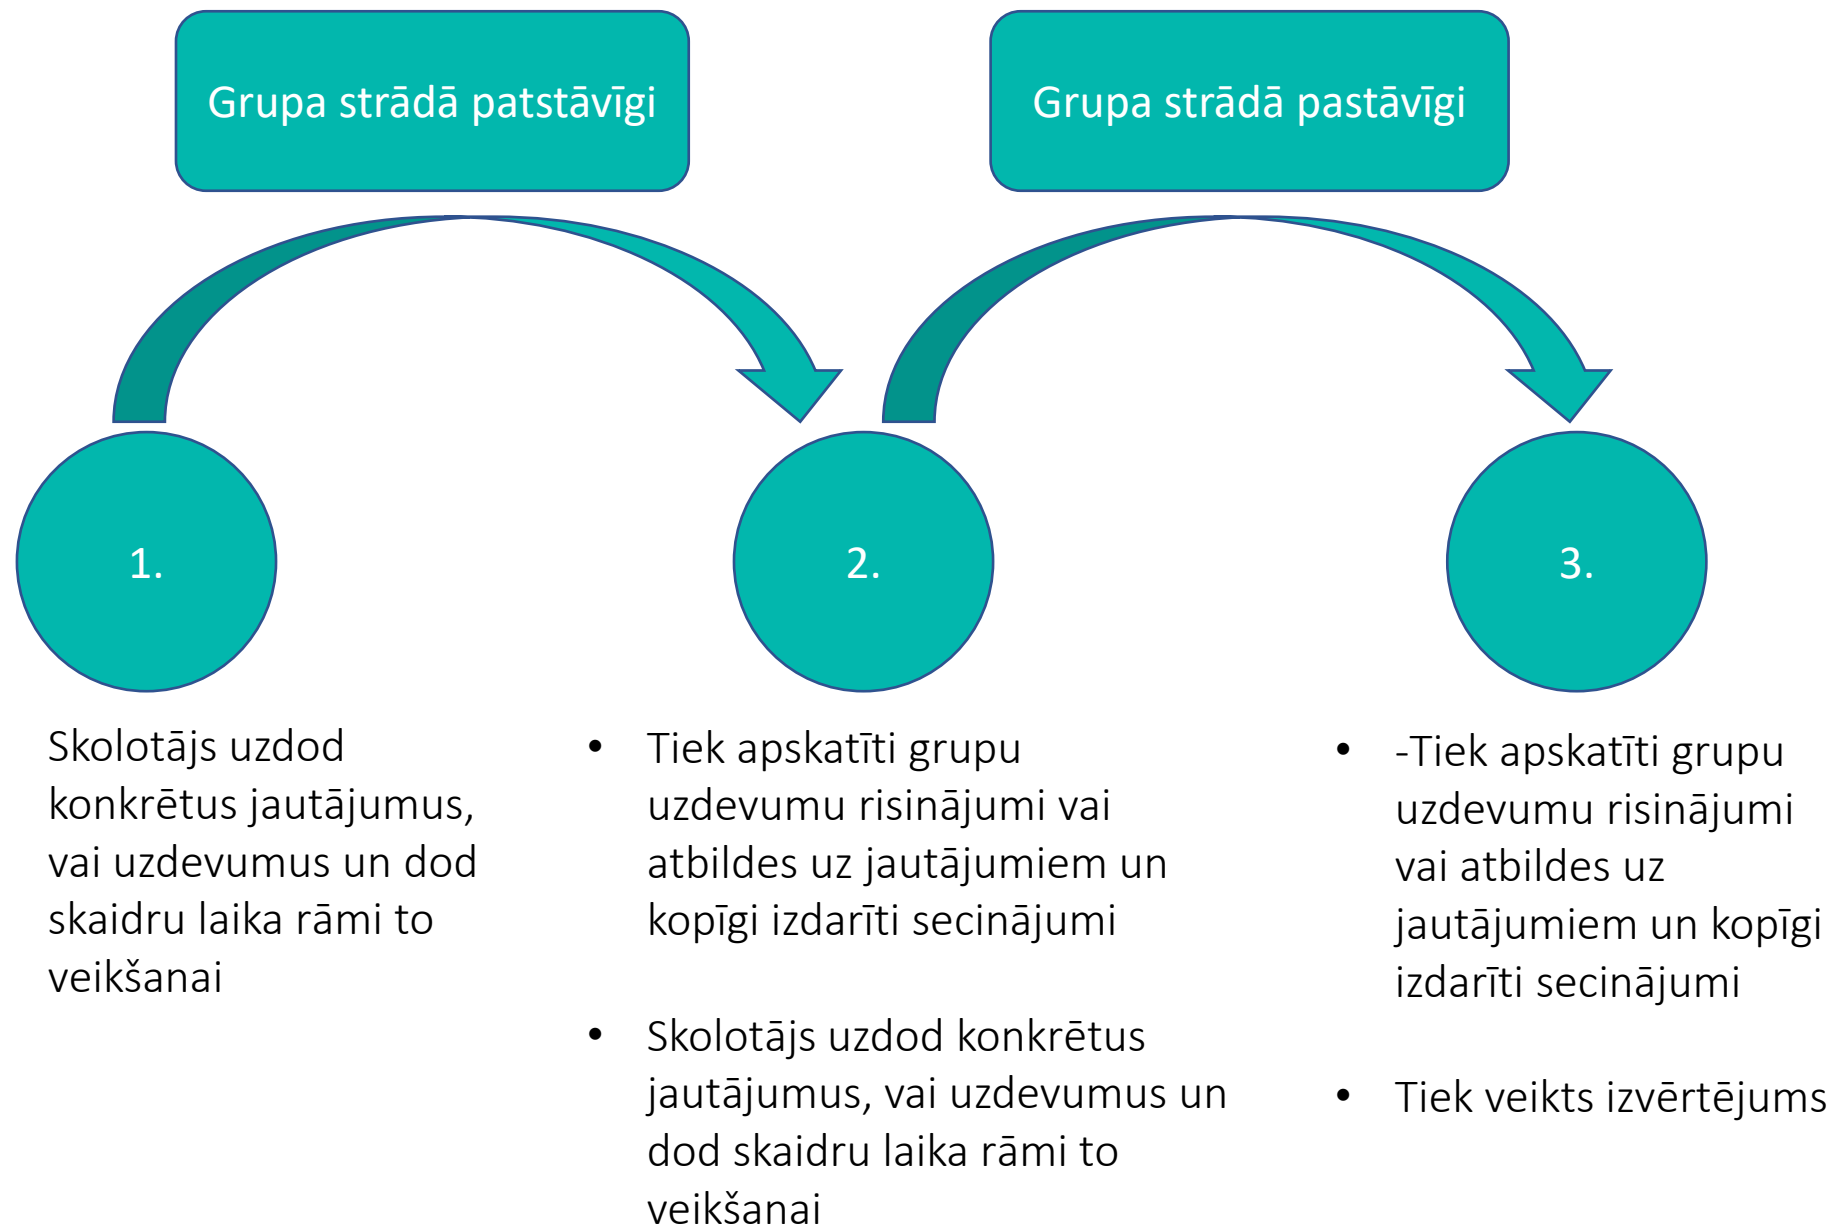 Grupa strādā patstāvīgi
Grupa strādā pastāvīgi
1.
2.
3.
Skolotājs uzdod
konkrētus jautājumus,
vai uzdevumus un dod
skaidru laika rāmi to
veikšanai
• Tiek apskatīti grupu
uzdevumu risinājumi vai
atbildes uz jautājumiem un
kopīgi izdarīti secinājumi
• Skolotājs uzdod konkrētus
jautājumus, vai uzdevumus un
dod skaidru laika rāmi to
veikšanai
• -Tiek apskatīti grupu
uzdevumu risinājumi
vai atbildes uz
jautājumiem un kopīgi
izdarīti secinājumi
• Tiek veikts izvērtējums